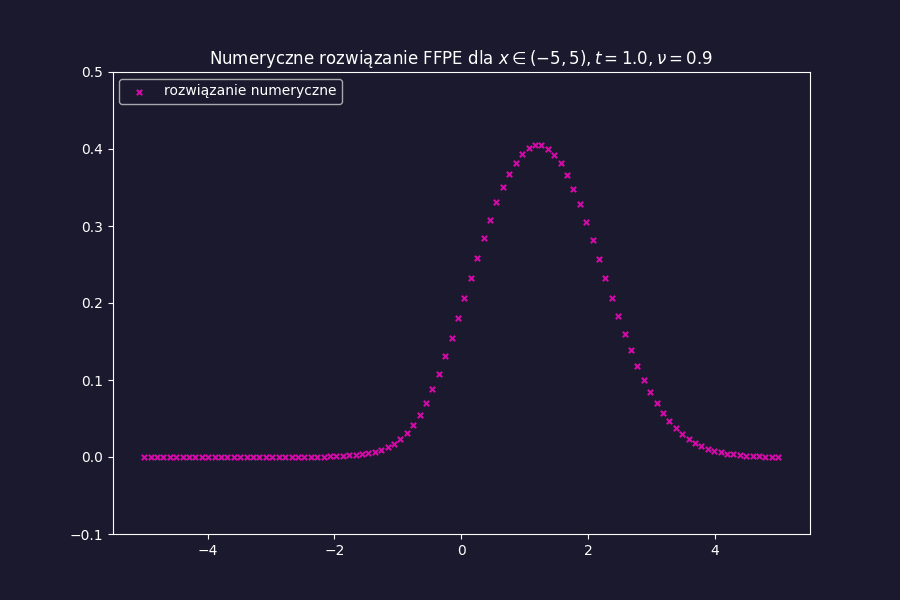 Numeryczne rozwiązanie FFPE dla x ∈ (−5, 5), t = 1.0, ν = 0.9
rozwiązanie numeryczne
0.5
0.4
0.3
0.2
0.1
0.0
−0.1
−4 −2 0 2 4